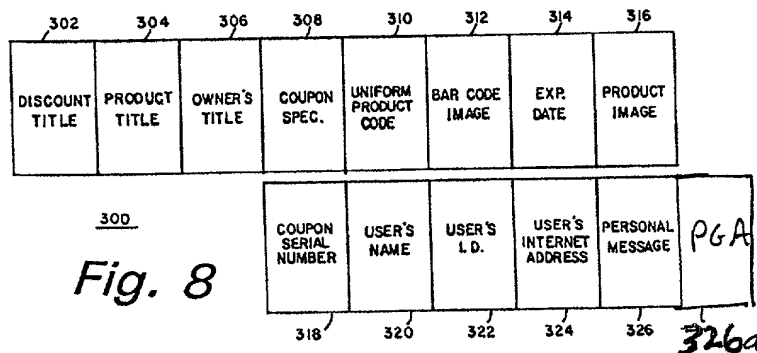 302 304 306 308 310 312 314 316
DISCOUNT TITLE
PRODUCT TITLE
OWNER'S TITLE
COUPON SPEC.
UNIFORM PRODUCT CODE
BAR CODE IMAGE
EXP. DATE
PRODUCT IMAGE
300
Fig. 8
COUPON SERIAL NUMBER
USER'S NAME
USER'S I.D.
USER'S INTERNET ADDRESS
PERSONAL MESSAGE
PGA
318 320 322 324 326 326a